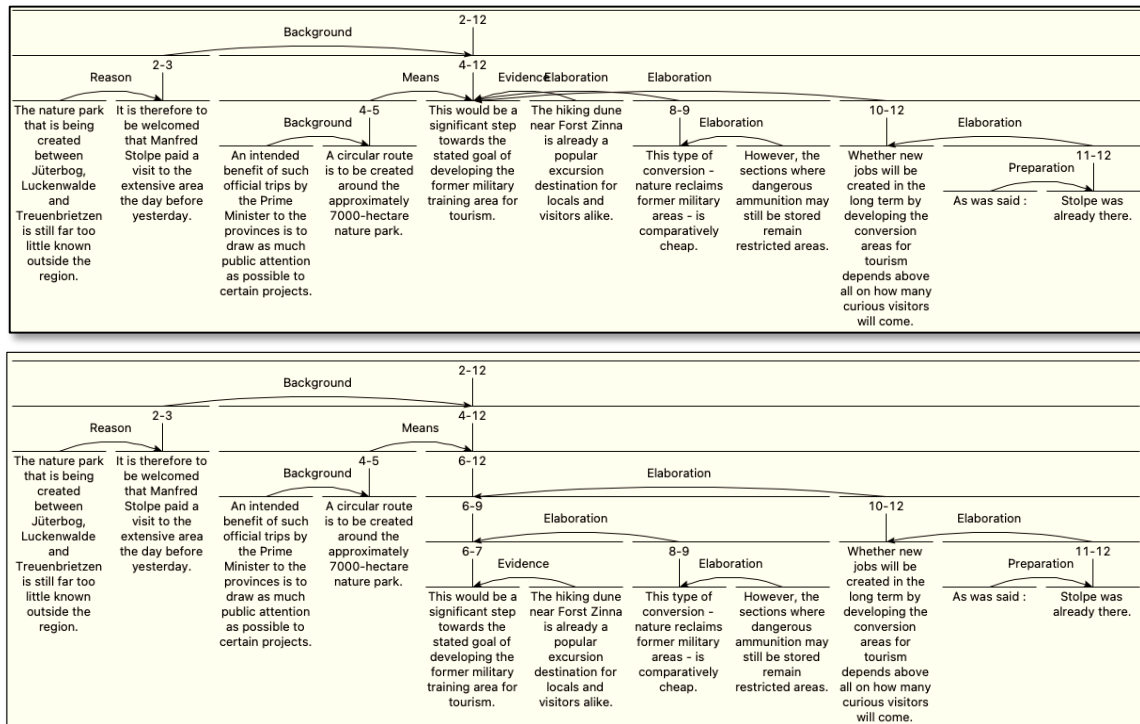 2-12
Background
2-3
4-12
Reason
Means
Evidence
Elaboration
Elaboration
The nature park
that is being
created
between
Jüterbog,
Luckenwalde
and
Treuenbrietzen
is still far too
little known
outside the
region.
It is therefore to
be welcomed
that Manfred
Stolpe paid a
visit to the
extensive area
the day before
yesterday.
4-5
Background
An intended
benefit of such
official trips by
the Prime
Minister to the
provinces is to
draw as much
public attention
as possible to
certain projects.
A circular route
is to be created
around the
approximately
7000-hectare
nature park.
This would be a
significant step
towards the
stated goal of
developing the
former military
training area for
tourism.
The hiking dune
near Forst Zinna
is already a
popular
excursion
destination for
locals and
visitors alike.
8-9
Elaboration
This type of
conversion -
nature reclaims
former military
areas - is
comparatively
cheap.
However, the
sections where
dangerous
ammunition may
still be stored
remain
restricted areas.
10-12
Elaboration
Whether new
jobs will be
created in the
long term by
developing the
conversion
areas for
tourism
depends above
all on how many
curious visitors
will come.
11-12
Preparation
As was said :
Stolpe was
already there.
2-12
Background
2-3
4-12
Reason
Means
The nature park
that is being
created
between
Jüterbog,
Luckenwalde
and
Treuenbrietzen
is still far too
little known
outside the
region.
It is therefore to
be welcomed
that Manfred
Stolpe paid a
visit to the
extensive area
the day before
yesterday.
4-5
6-12
Background
Elaboration
An intended
benefit of such
official trips by
the Prime
Minister to the
provinces is to
draw as much
public attention
as possible to
certain projects.
A circular route
is to be created
around the
approximately
7000-hectare
nature park.
6-9
10-12
Elaboration
Elaboration
6-7
8-9
Evidence
Elaboration
This would be a
significant step
towards the
stated goal of
developing the
former military
training area for
tourism.
The hiking dune
near Forst Zinna
is already a
popular
excursion
destination for
locals and
visitors alike.
This type of
conversion -
nature reclaims
former military
areas - is
comparatively
cheap.
However, the
sections where
dangerous
ammunition may
still be stored
remain
restricted areas.
Whether new
jobs will be
created in the
long term by
developing the
conversion
areas for
tourism
depends above
all on how many
curious visitors
will come.
11-12
Preparation
As was said :
Stolpe was
already there.